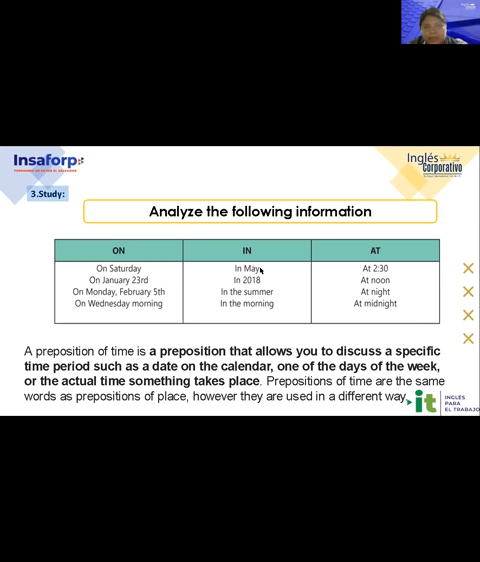 Insaforp
Inglés
Corporativo
3.Study:
Analyze the following information
ON IN AT
On Saturday In May At 2:30
On January 23rd In 2018 At noon
On Monday, February 5th In the summer At night
On Wednesday morning In the morning At midnight
A preposition of time is a preposition that allows you to discuss a specific
time period such as a date on the calendar, one of the days of the week,
or the actual time something takes place. Prepositions of time are the same
words as prepositions of place, however they are used in a different way.
it
INGLÉS
PARA
EL TRABAJO